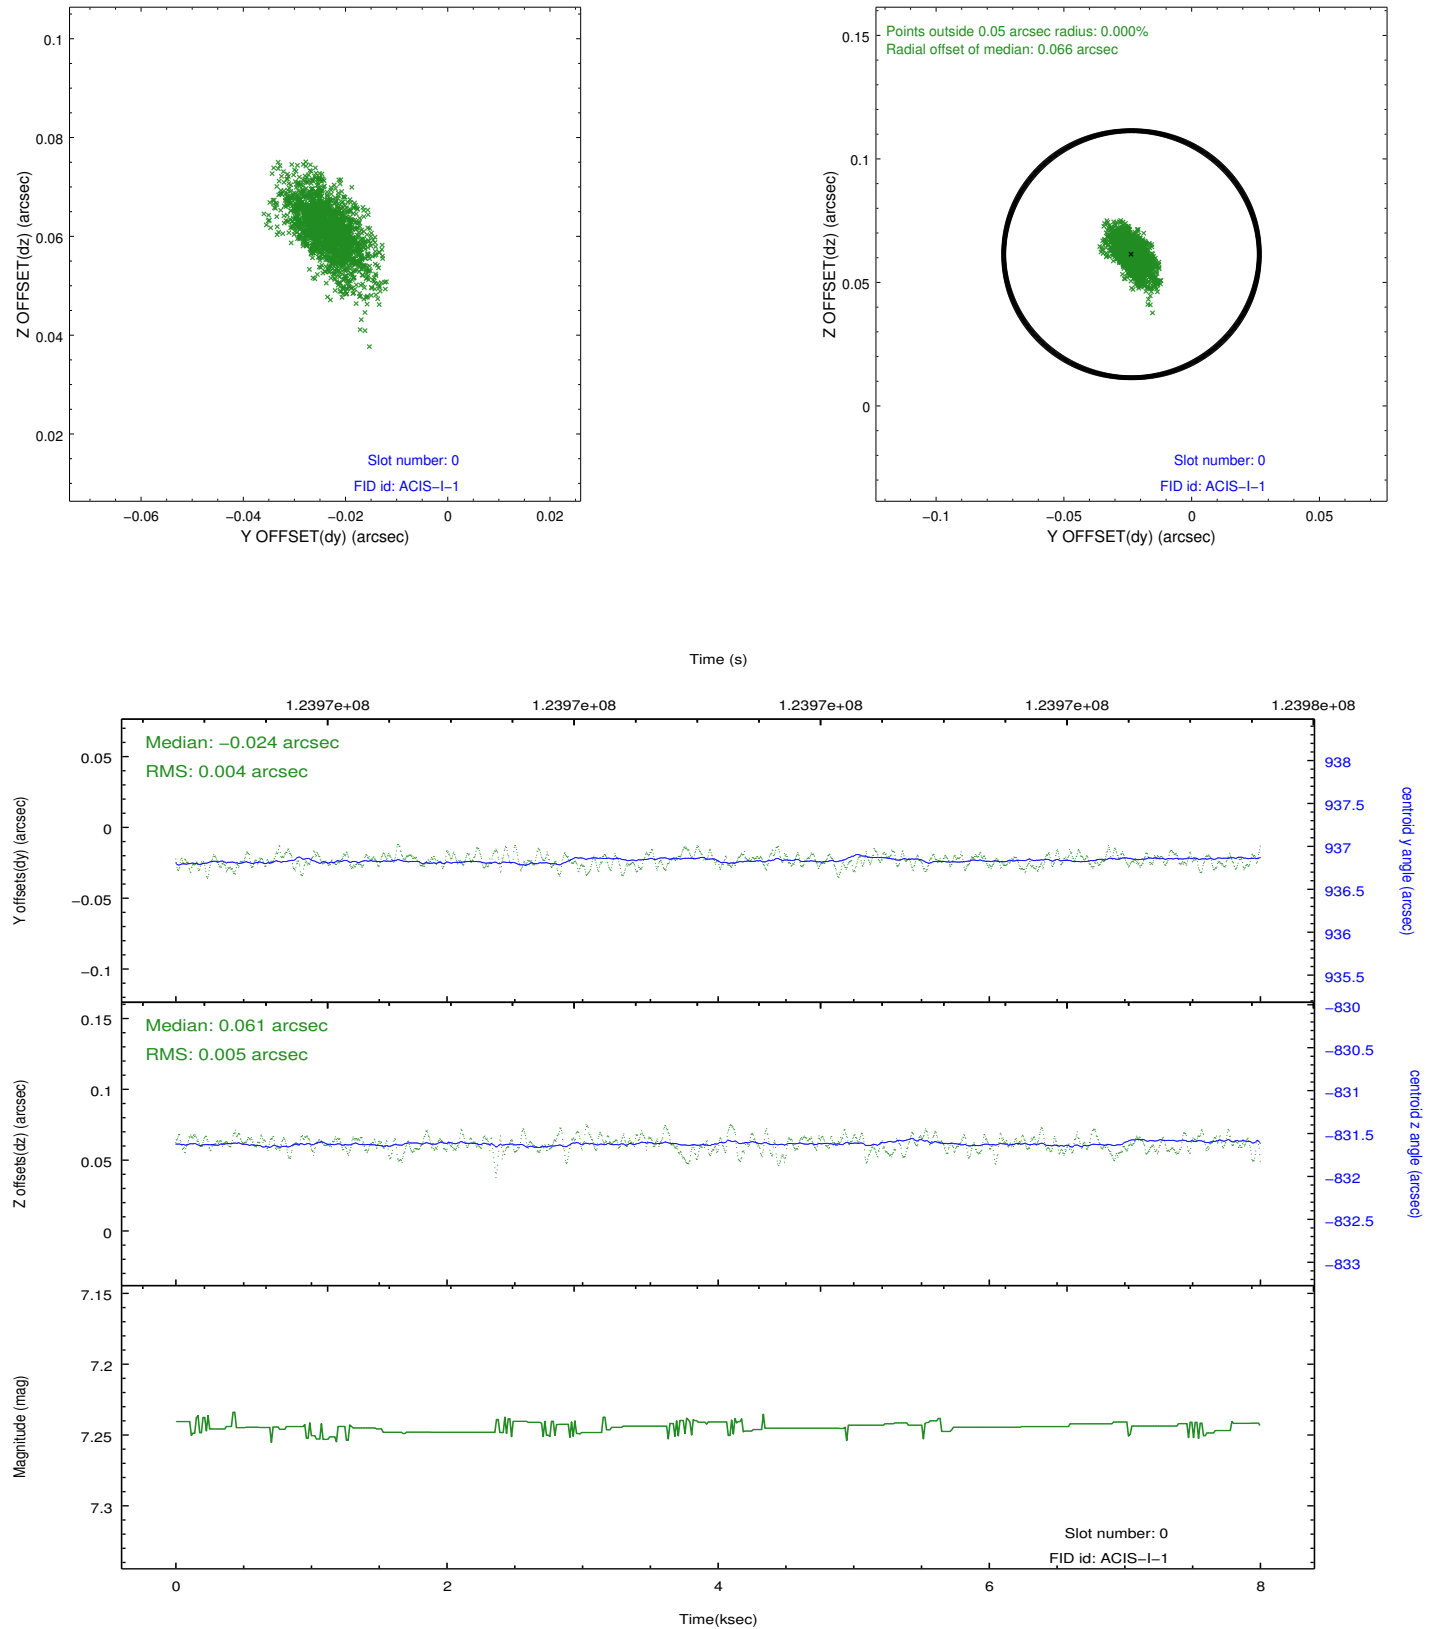 0.1
0.08
0.06
0.04
0.02
Z OFFSET(dz) (arcsec)
Slot number: 0
FID id: ACIS−I−1
−0.06
−0.04
−0.02
0
0.02
Y OFFSET(dy) (arcsec)
Points outside 0.05 arcsec radius: 0.000%
Radial offset of median: 0.066 arcsec
0.15
0.1
0.05
0
Z OFFSET(dz) (arcsec)
Slot number: 0
FID id: ACIS−I−1
−0.1
−0.05
0
0.05
Y OFFSET(dy) (arcsec)
Time (s)
1.2397e+08
1.2397e+08
1.2397e+08
1.2397e+08
1.2398e+08
Median: −0.024 arcsec
RMS: 0.004 arcsec
0.05
0
−0.05
−0.1
Y offsets(dy) (arcsec)
938
937.5
937
936.5
936
935.5
centroid y angle (arcsec)
Median: 0.061 arcsec
RMS: 0.005 arcsec
0.15
0.1
0.05
0
Z offsets(dz) (arcsec)
−830
−830.5
−831
−831.5
−832
−832.5
−833
centroid z angle (arcsec)
7.15
7.2
7.25
7.3
Magnitude (mag)
Slot number: 0
FID id: ACIS−I−1
0
2
4
6
8
Time(ksec)